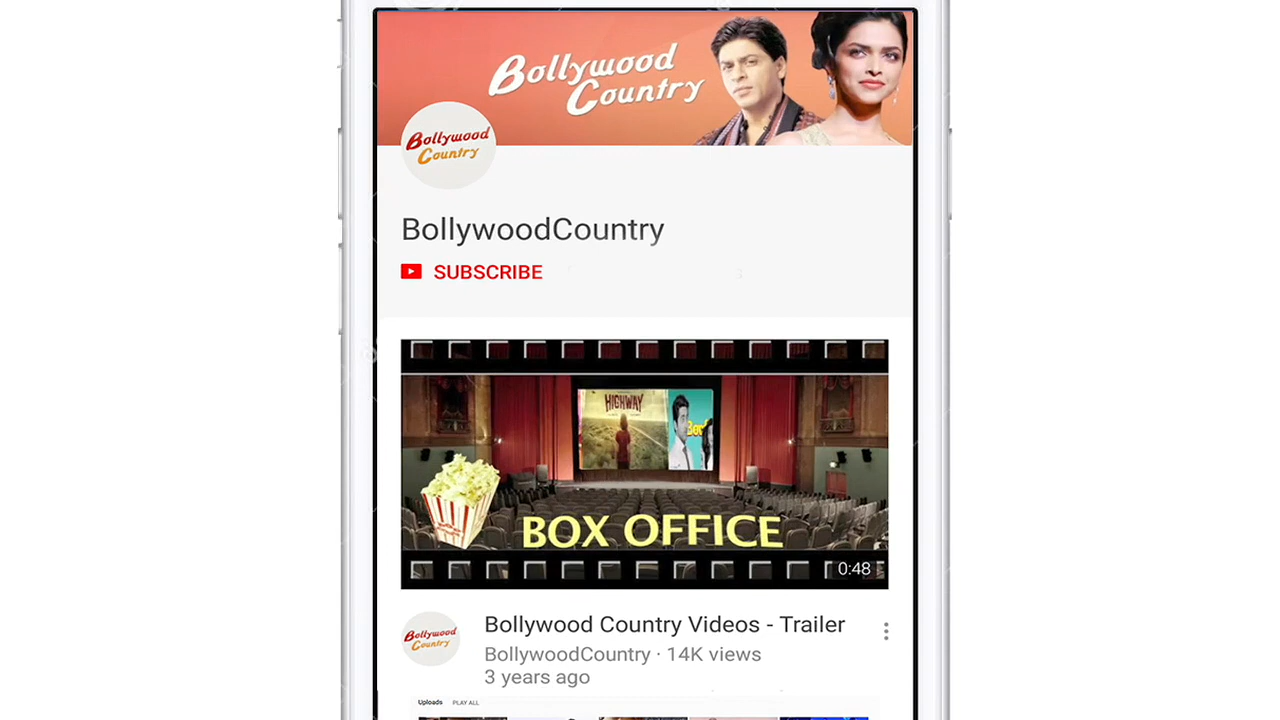 Bollywood
Country
Bollywood
Country
BollywoodCountry
SUBSCRIBE
HIGHWAY
BOX OFFICE
0:48
Bollywood
Country
Bollywood Country Videos - Trailer
BollywoodCountry · 14K views
3 years ago
Uploads PLAY ALL